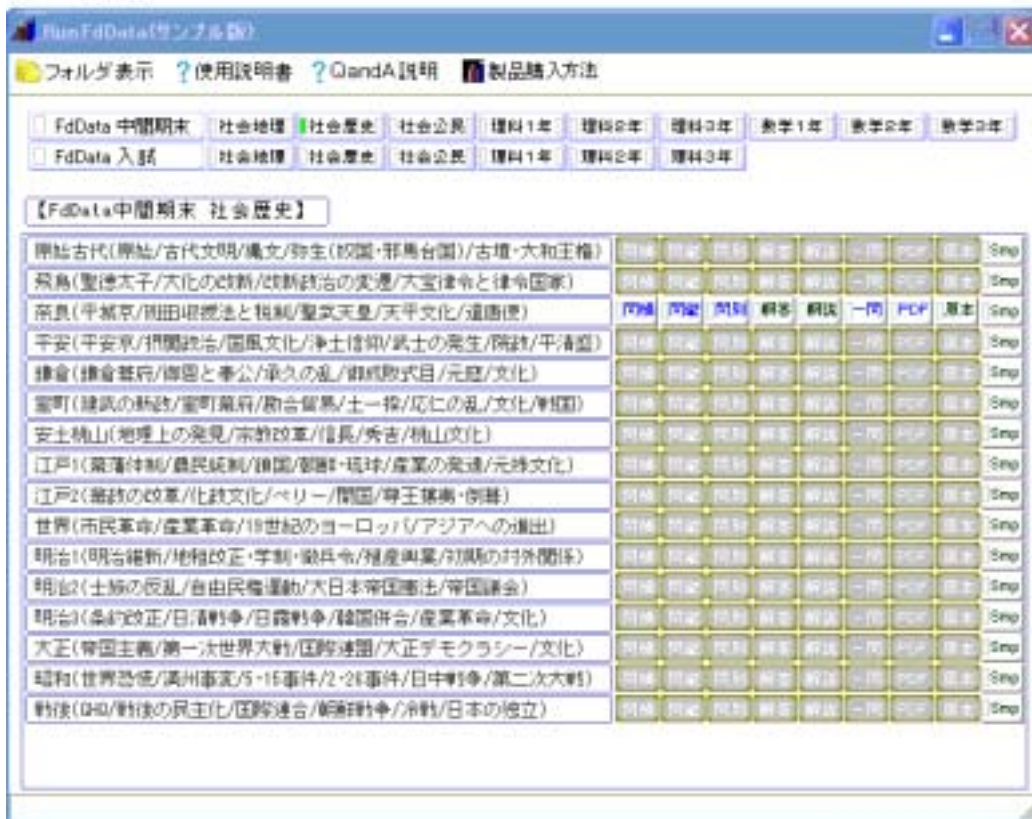 RunFdData(サンプル版)
フォルダ表示 ?使用説明書 ?QandA説明 製品購入方法
FdData 中間期末 社会地理 社会歴史 社会公民 理科1年 理科2年 理科3年 数学1年 数学2年 数学3年
FdData 入試 社会地理 社会歴史 社会公民 理科1年 理科2年 理科3年
【FdData中間期末 社会歴史】
原始古代(原始/古代文明/縄文/弥生(奴国・邪馬台国)/古墳・大和王権) Smp
飛鳥(聖徳太子/大化の改新/改新政治の変遷/大宝律令と律令国家) Smp
奈良(平城京/班田収授法と税制/聖武天皇/天平文化/遣唐使) 問横 問縦 問別 解答 解説 一問 PDF 原本 Smp
平安(平安京/摂関政治/国風文化/浄土信仰/武士の発生/院政/平清盛) Smp
鎌倉(鎌倉幕府/御恩と奉公/承久の乱/御成敗式目/元寇/文化) Smp
室町(建武の新政/室町幕府/勘合貿易/土一揆/応仁の乱/文化/戦国) Smp
安土桃山(地理上の発見/宗教改革/信長/秀吉/桃山文化) Smp
江戸1(幕藩体制/農民統制/鎖国/朝鮮・琉球/産業の発達/元禄文化) Smp
江戸2(幕政の改革/化政文化/ペリー/開国/尊王攘夷・倒幕) Smp
世界(市民革命/産業革命/19世紀のヨーロッパ/アジアへの進出) Smp
明治1(明治維新/地租改正・学制・徴兵令/殖産興業/初期の対外関係) Smp
明治2(士族の反乱/自由民権運動/大日本帝国憲法/帝国議会) Smp
明治3(条約改正/日清戦争/日露戦争/韓国併合/産業革命/文化) Smp
大正(帝国主義/第一次世界大戦/国際連盟/大正デモクラシー/文化) Smp
昭和(世界恐慌/満州事変/5・15事件/2・26事件/日中戦争/第二次大戦) Smp
戦後(GHQ/戦後の民主化/国際連合/朝鮮戦争/冷戦/日本の独立) Smp